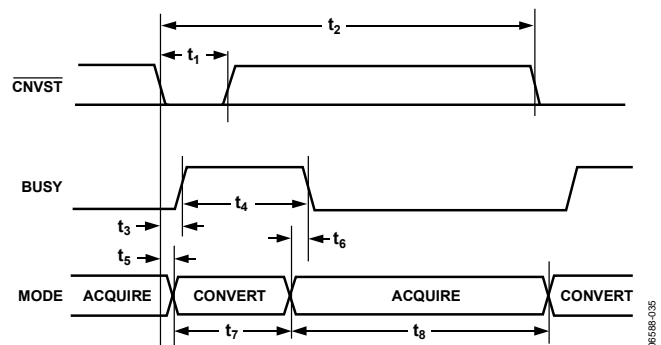 t2
t1
CNVST
BUSY
t4
t3
t6
t5
MODE ACQUIRE CONVERT ACQUIRE CONVERT
t7 t8
06588-035